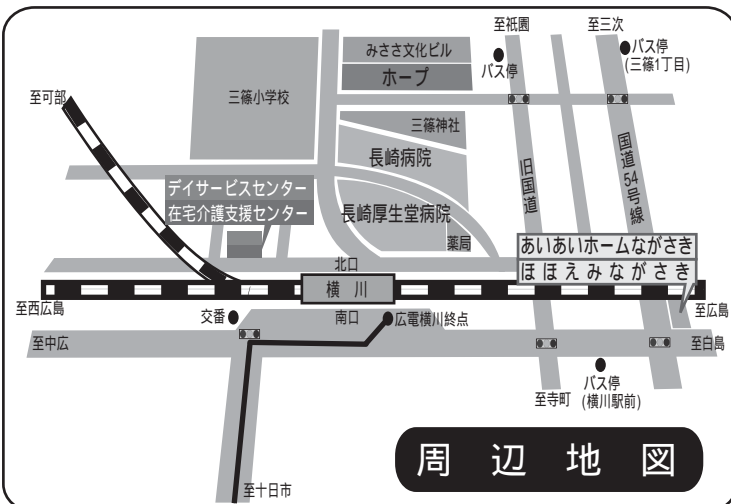 至祇園
至三次
バス停
(三篠1丁目)
みささ文化ビル
バス停
ホープ
三篠小学校
至可部
三篠神社
長崎病院
国道54号線
旧国道
デイサービスセンター
在宅介護支援センター
長崎厚生堂病院
薬局
あいあいホームながさき
ほほえみながさき
北口
横川
至西広島
至広島
交番
南口
広電横川終点
至中広
至白島
バス停
(横川駅前)
至寺町
周辺地図
至十日市